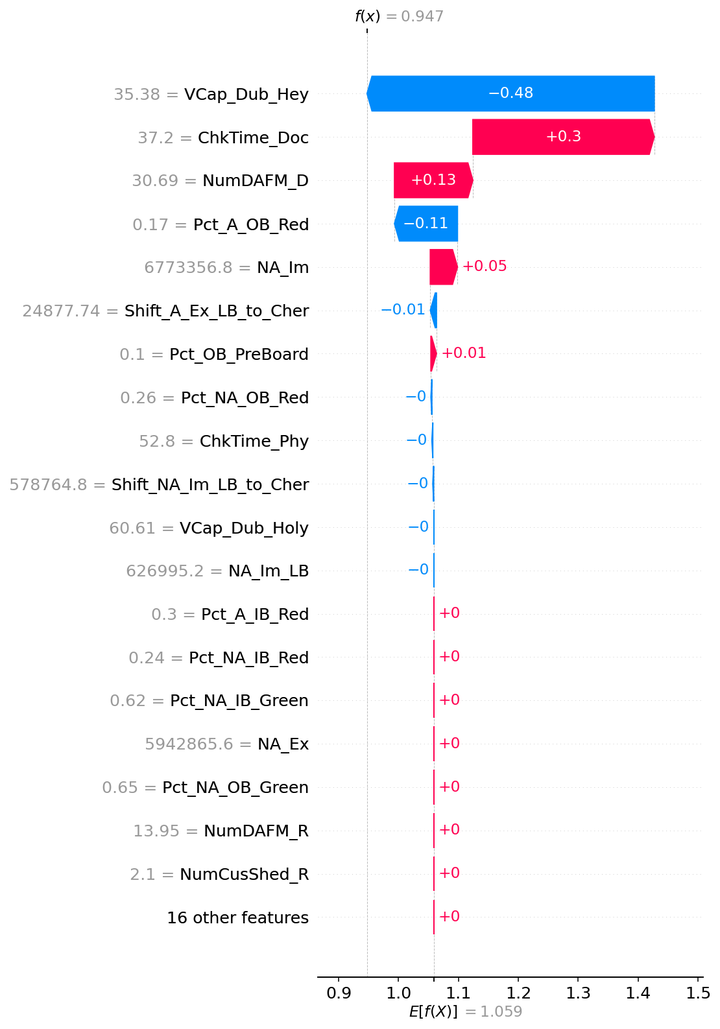 f(x) = 0.947
35.38 = VCap_Dub_Hey −0.48
37.2 = ChkTime_Doc +0.3
30.69 = NumDAFM_D +0.13
0.17 = Pct_A_OB_Red −0.11
6773356.8 = NA_Im +0.05
24877.74 = Shift_A_Ex_LB_to_Cher −0.01
0.1 = Pct_OB_PreBoard +0.01
0.26 = Pct_NA_OB_Red −0
52.8 = ChkTime_Phy −0
578764.8 = Shift_NA_Im_LB_to_Cher −0
60.61 = VCap_Dub_Holy −0
626995.2 = NA_Im_LB −0
0.3 = Pct_A_IB_Red +0
0.24 = Pct_NA_IB_Red +0
0.62 = Pct_NA_IB_Green +0
5942865.6 = NA_Ex +0
0.65 = Pct_NA_OB_Green +0
13.95 = NumDAFM_R +0
2.1 = NumCusShed_R +0
16 other features +0
0.9 1.0 1.1 1.2 1.3 1.4 1.5
E[f(X)] = 1.059